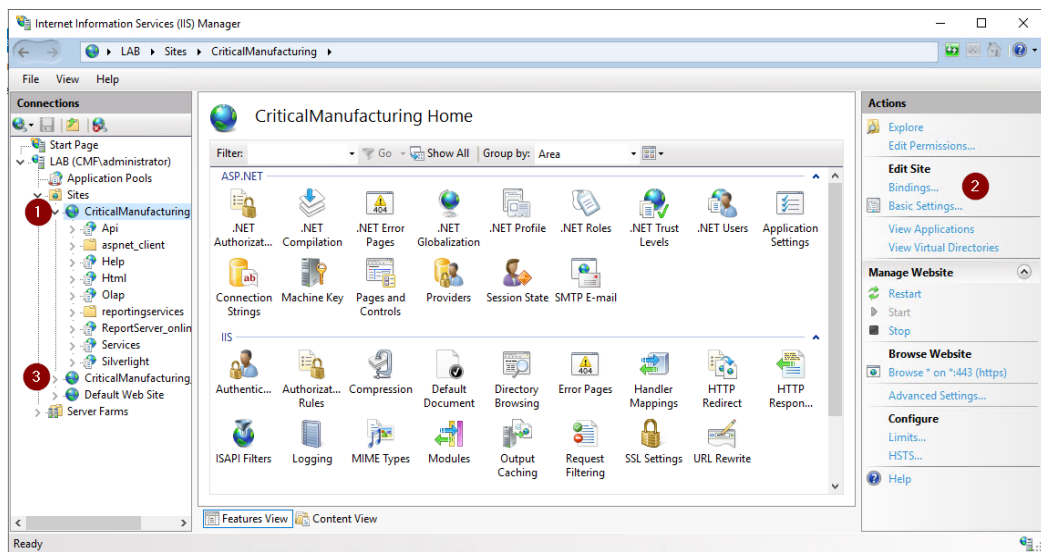 Internet Information Services (IIS) Manager
LAB Sites CriticalManufacturing
File View Help
Connections
Start Page
LAB (CMF\administrator)
Application Pools
Sites
1
CriticalManufacturing
Api
aspnet_client
Help
Html
Olap
reportingservices
ReportServer_onlin
Services
Silverlight
3
CriticalManufacturing
Default Web Site
Server Farms
CriticalManufacturing Home
Filter: Go Show All Group by: Area
ASP.NET
.NET Authorizat...
.NET Compilation
.NET Error Pages
.NET Globalization
.NET Profile
.NET Roles
.NET Trust Levels
.NET Users
Application Settings
Connection Strings
Machine Key
Pages and Controls
Providers
Session State
SMTP E-mail
IIS
Authentic...
Authorizat... Rules
Compression
Default Document
Directory Browsing
Error Pages
Handler Mappings
HTTP Redirect
HTTP Respon...
ISAPI Filters
Logging
MIME Types
Modules
Output Caching
Request Filtering
SSL Settings
URL Rewrite
Features View Content View
Actions
Explore
Edit Permissions...
Edit Site
Bindings...
2
Basic Settings...
View Applications
View Virtual Directories
Manage Website
Restart
Start
Stop
Browse Website
Browse * on *:443 (https)
Advanced Settings...
Configure
Limits...
HSTS...
Help
Ready